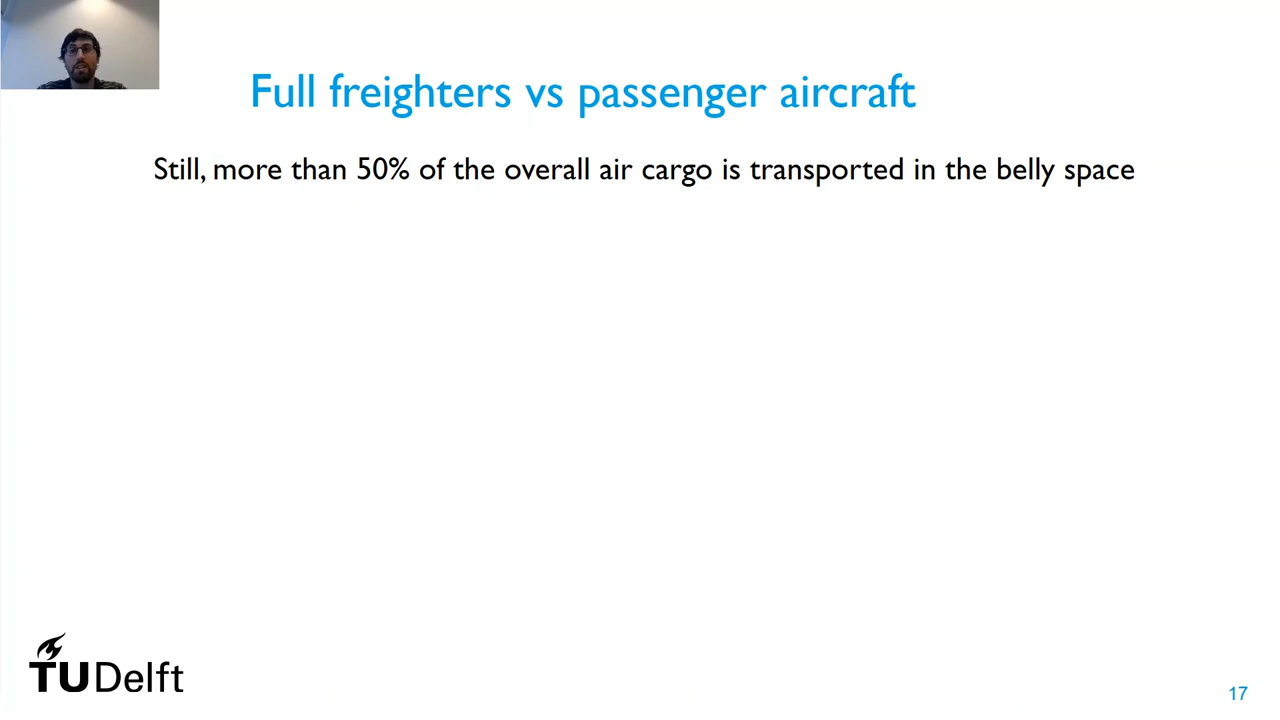 Full freighters vs passenger aircraft
Still, more than 50% of the overall air cargo is transported in the belly space
TUDelft
17